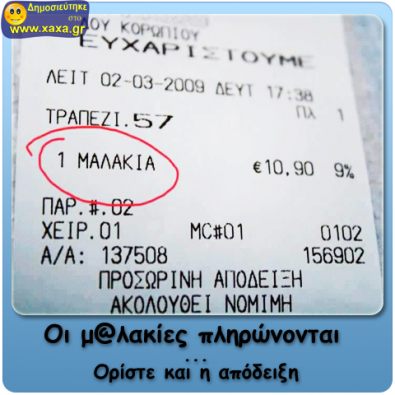 Δημοσιεύτηκε
στο
www.xaxa.gr
ΛΟΥ ΚΟΡΩΠΙΟΥ
ΕΥΧΑΡΙΣΤΟΥΜΕ
ΛΕΙΤ 02-03-2009 ΔΕΥΤ 17:38
ΠΛ 1
ΤΡΑΠΕΖΙ.57
1 ΜΑΛΑΚΙΑ €10,90 9%
ΠΑΡ.#.02
ΧΕΙΡ.01 MC#01 0102
Α/Α: 137508 156902
ΠΡΟΣΩΡΙΝΗ ΑΠΟΔΕΙΞΗ
ΑΚΟΛΟΥΘΕΙ ΝΟΜΙΜΗ
Οι μ@λακίες πληρώνονται
...
Ορίστε και η απόδειξη